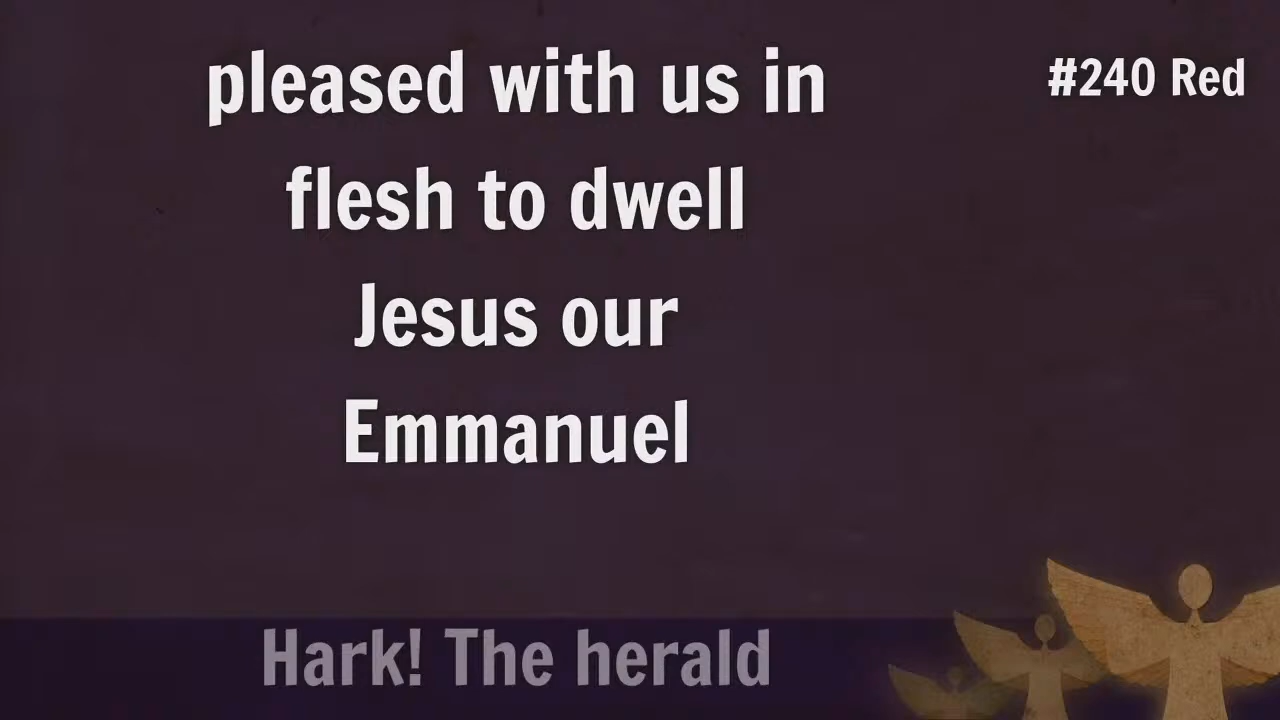 pleased with us in
flesh to dwell
Jesus our
Emmanuel
Hark! The herald
#240 Red